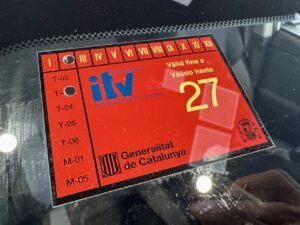 I III IV V VI VII VIII IX X XI XII
T-02
T-
T-04
T-05
T-06
M-01
M-05
itv
Vàlid fins a
Válido hasta
27
Generalitat
de Catalunya